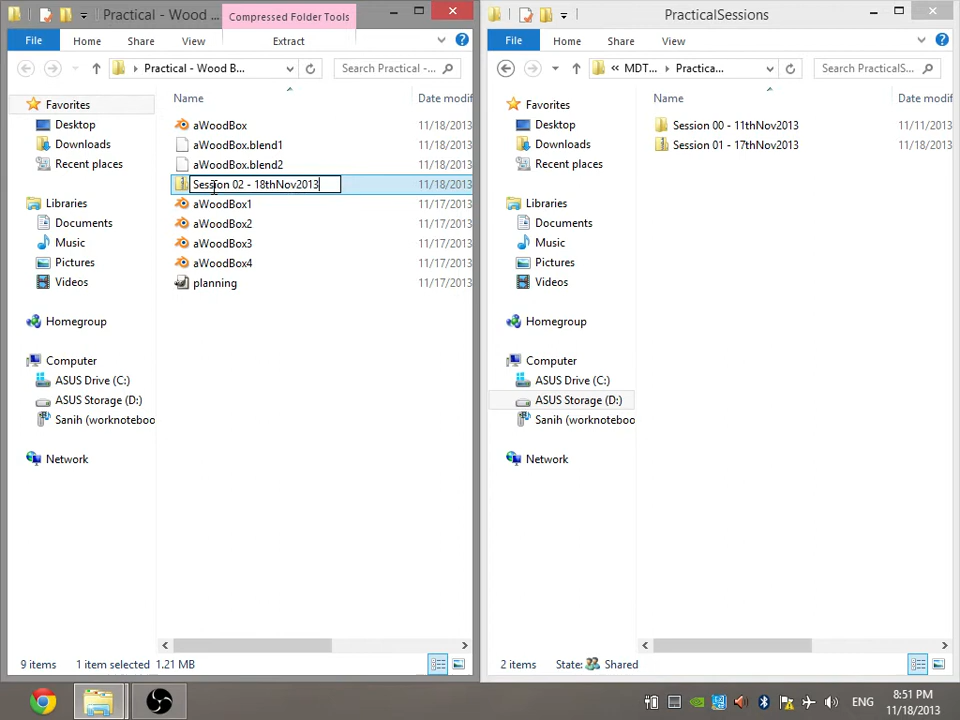 Practical - Wood ...
Compressed Folder Tools
File Home Share View Extract
Practical - Wood B...
Search Practical -...
Favorites
Desktop
Downloads
Recent places
Libraries
Documents
Music
Pictures
Videos
Homegroup
Computer
ASUS Drive (C:)
ASUS Storage (D:)
Sanih (worknoteboo
Network
Name Date modif
aWoodBox 11/18/2013
aWoodBox.blend1 11/18/2013
aWoodBox.blend2 11/18/2013
Session 02 - 18thNov2013 11/18/2013
aWoodBox1 11/17/2013
aWoodBox2 11/17/2013
aWoodBox3 11/17/2013
aWoodBox4 11/17/2013
planning 11/17/2013
9 items 1 item selected 1.21 MB
PracticalSessions
File Home Share View
« MDT... Practica...
Search PracticalS...
Favorites
Desktop
Downloads
Recent places
Libraries
Documents
Music
Pictures
Videos
Homegroup
Computer
ASUS Drive (C:)
ASUS Storage (D:)
Sanih (worknoteboo
Network
Name Date modif
Session 00 - 11thNov2013 11/11/2013
Session 01 - 17thNov2013 11/18/2013
2 items State: Shared
ENG
8:51 PM
11/18/2013